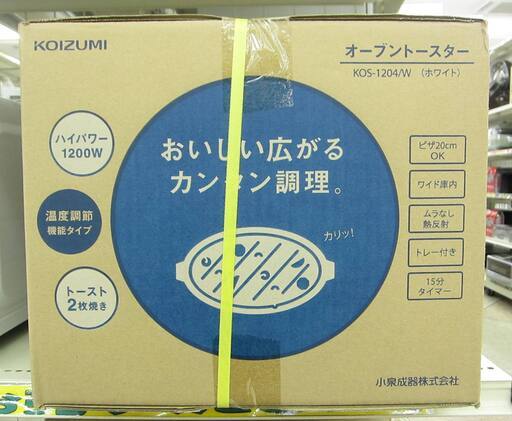 KOIZUMI
オーブントースター
KOS-1204/W (ホワイト)
ハイパワー
1200W
温度調節
機能タイプ
トースト
2枚焼き
おいしい広がる
カンタン調理。
カリッ!
ピザ20cm
OK
ワイド庫内
ムラなし
熱反射
トレー付き
15分
タイマー
小泉成器株式会社